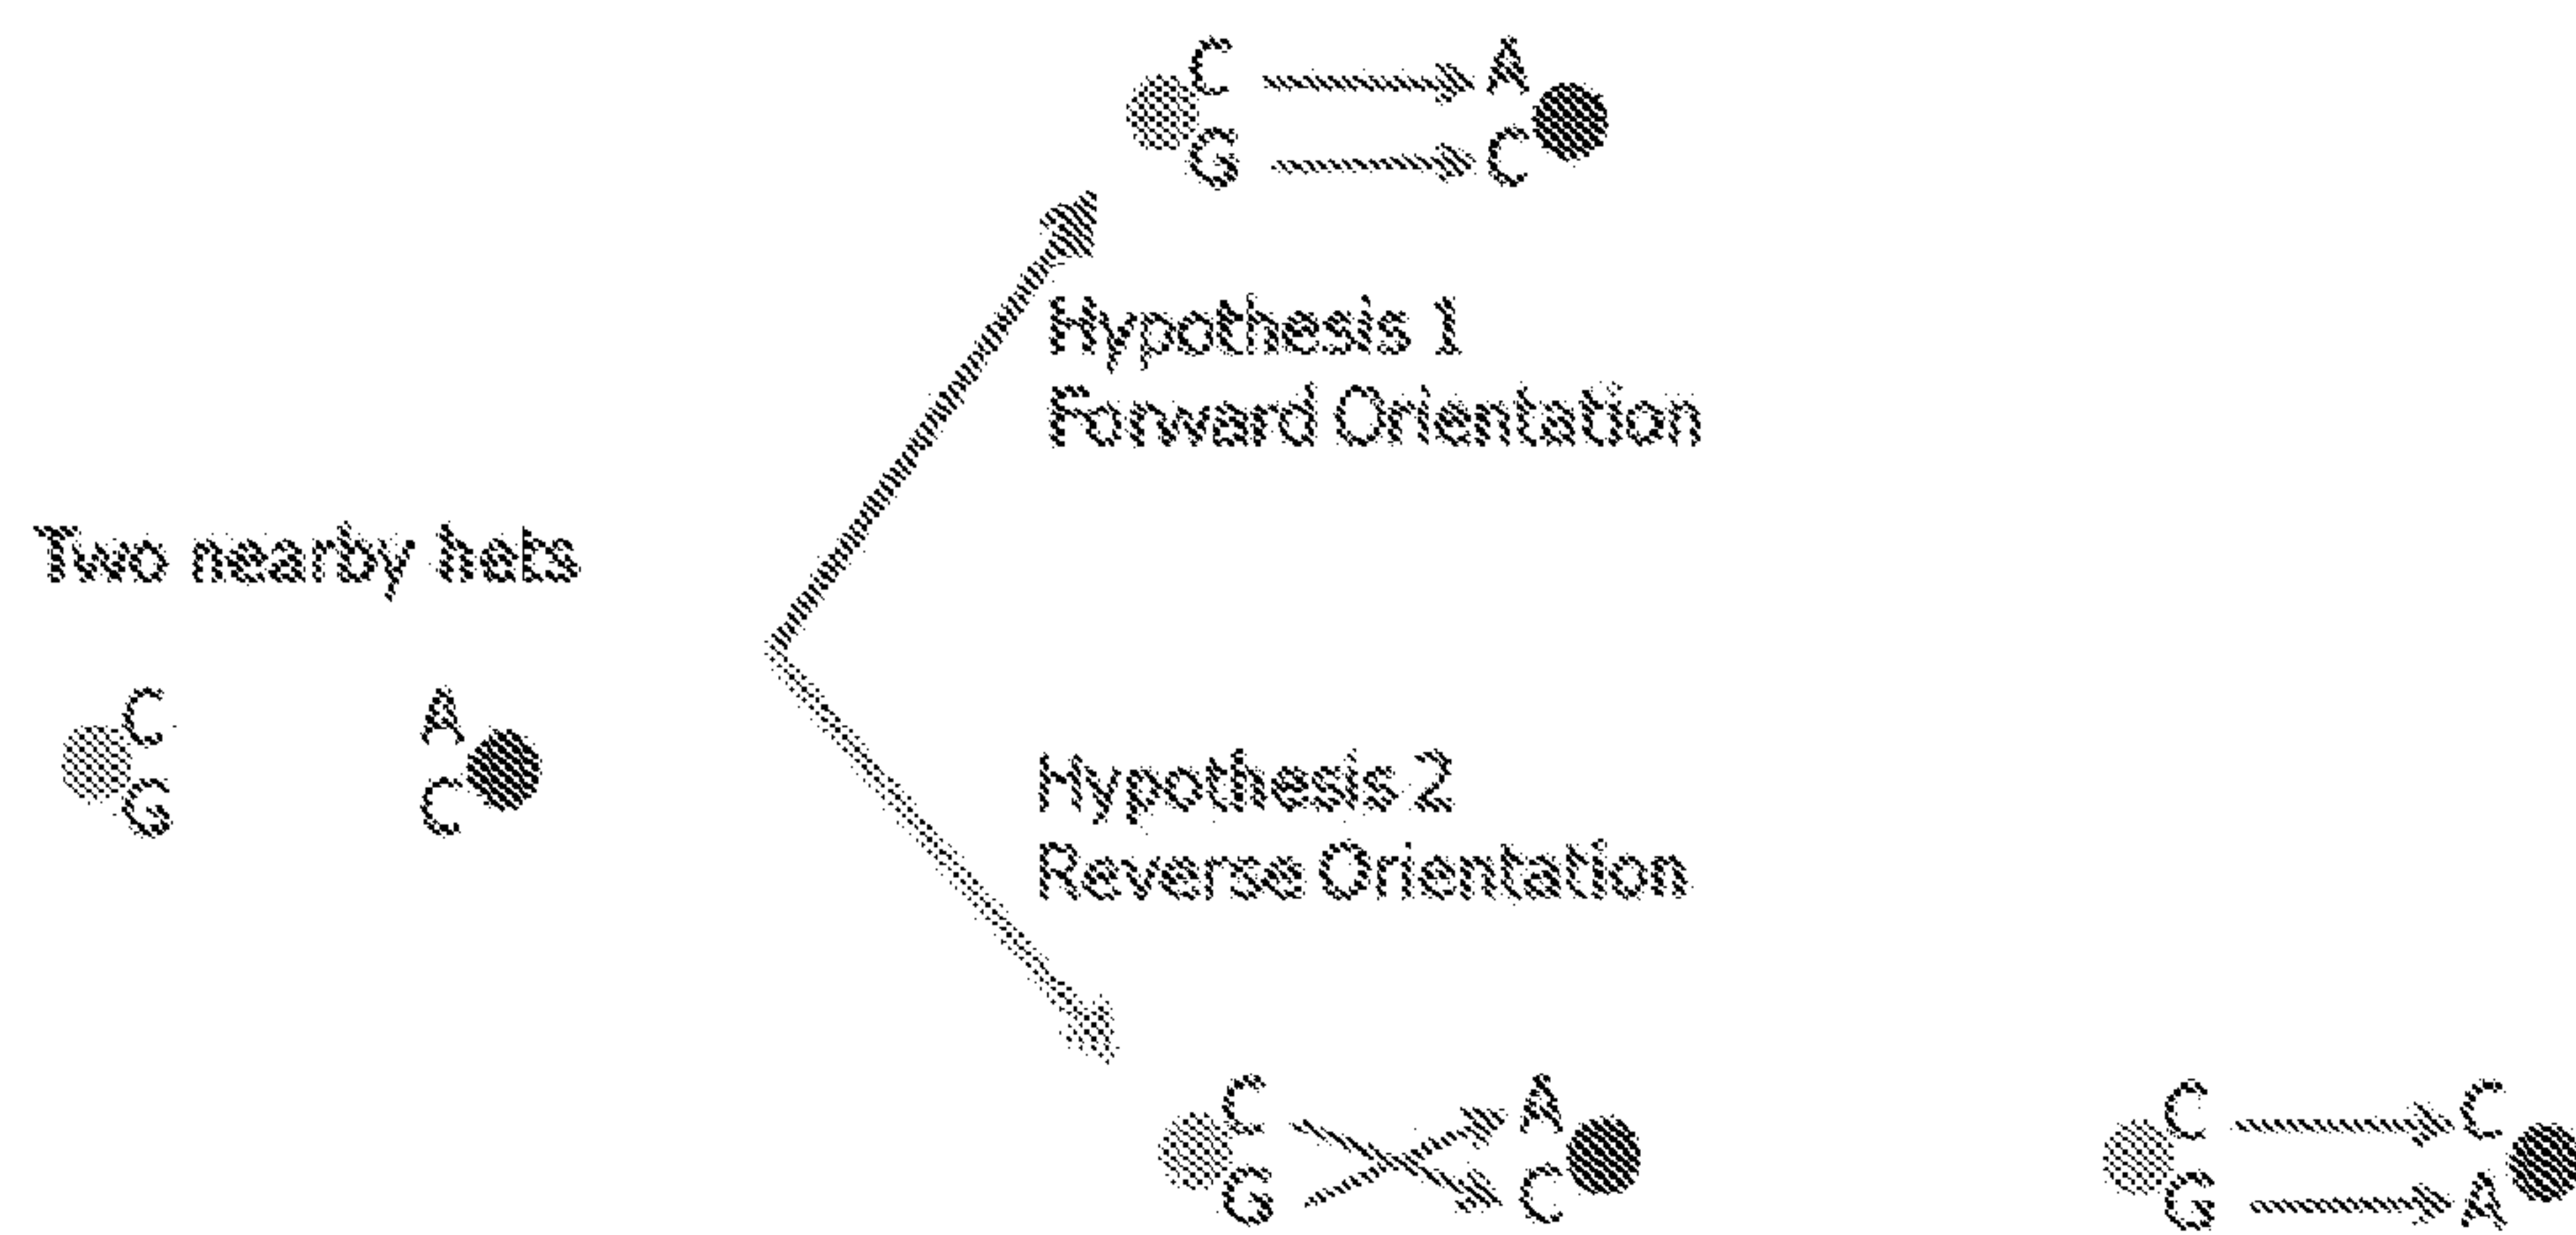 C A
G C
Hypothesis 1
Forward Orientation
Two nearby hets
C A
G C
Hypothesis 2
Reverse Orientation
C A
G C
C C
G A